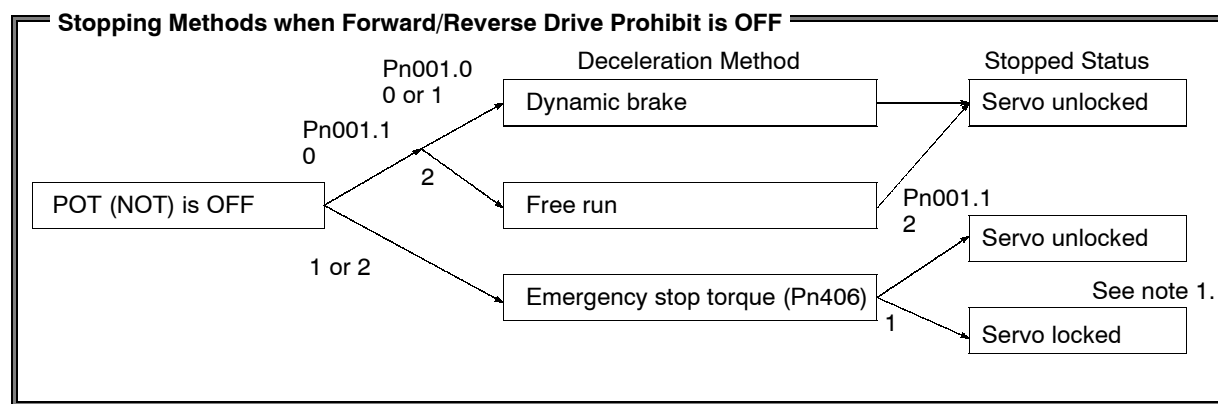 Stopping Methods when Forward/Reverse Drive Prohibit is OFF
Deceleration Method
Stopped Status
Pn001.0
0 or 1
Dynamic brake
Servo unlocked
Pn001.1
0
2
POT (NOT) is OFF
Free run
Pn001.1
2
Servo unlocked
1 or 2
Emergency stop torque (Pn406)
See note 1.
1
Servo locked